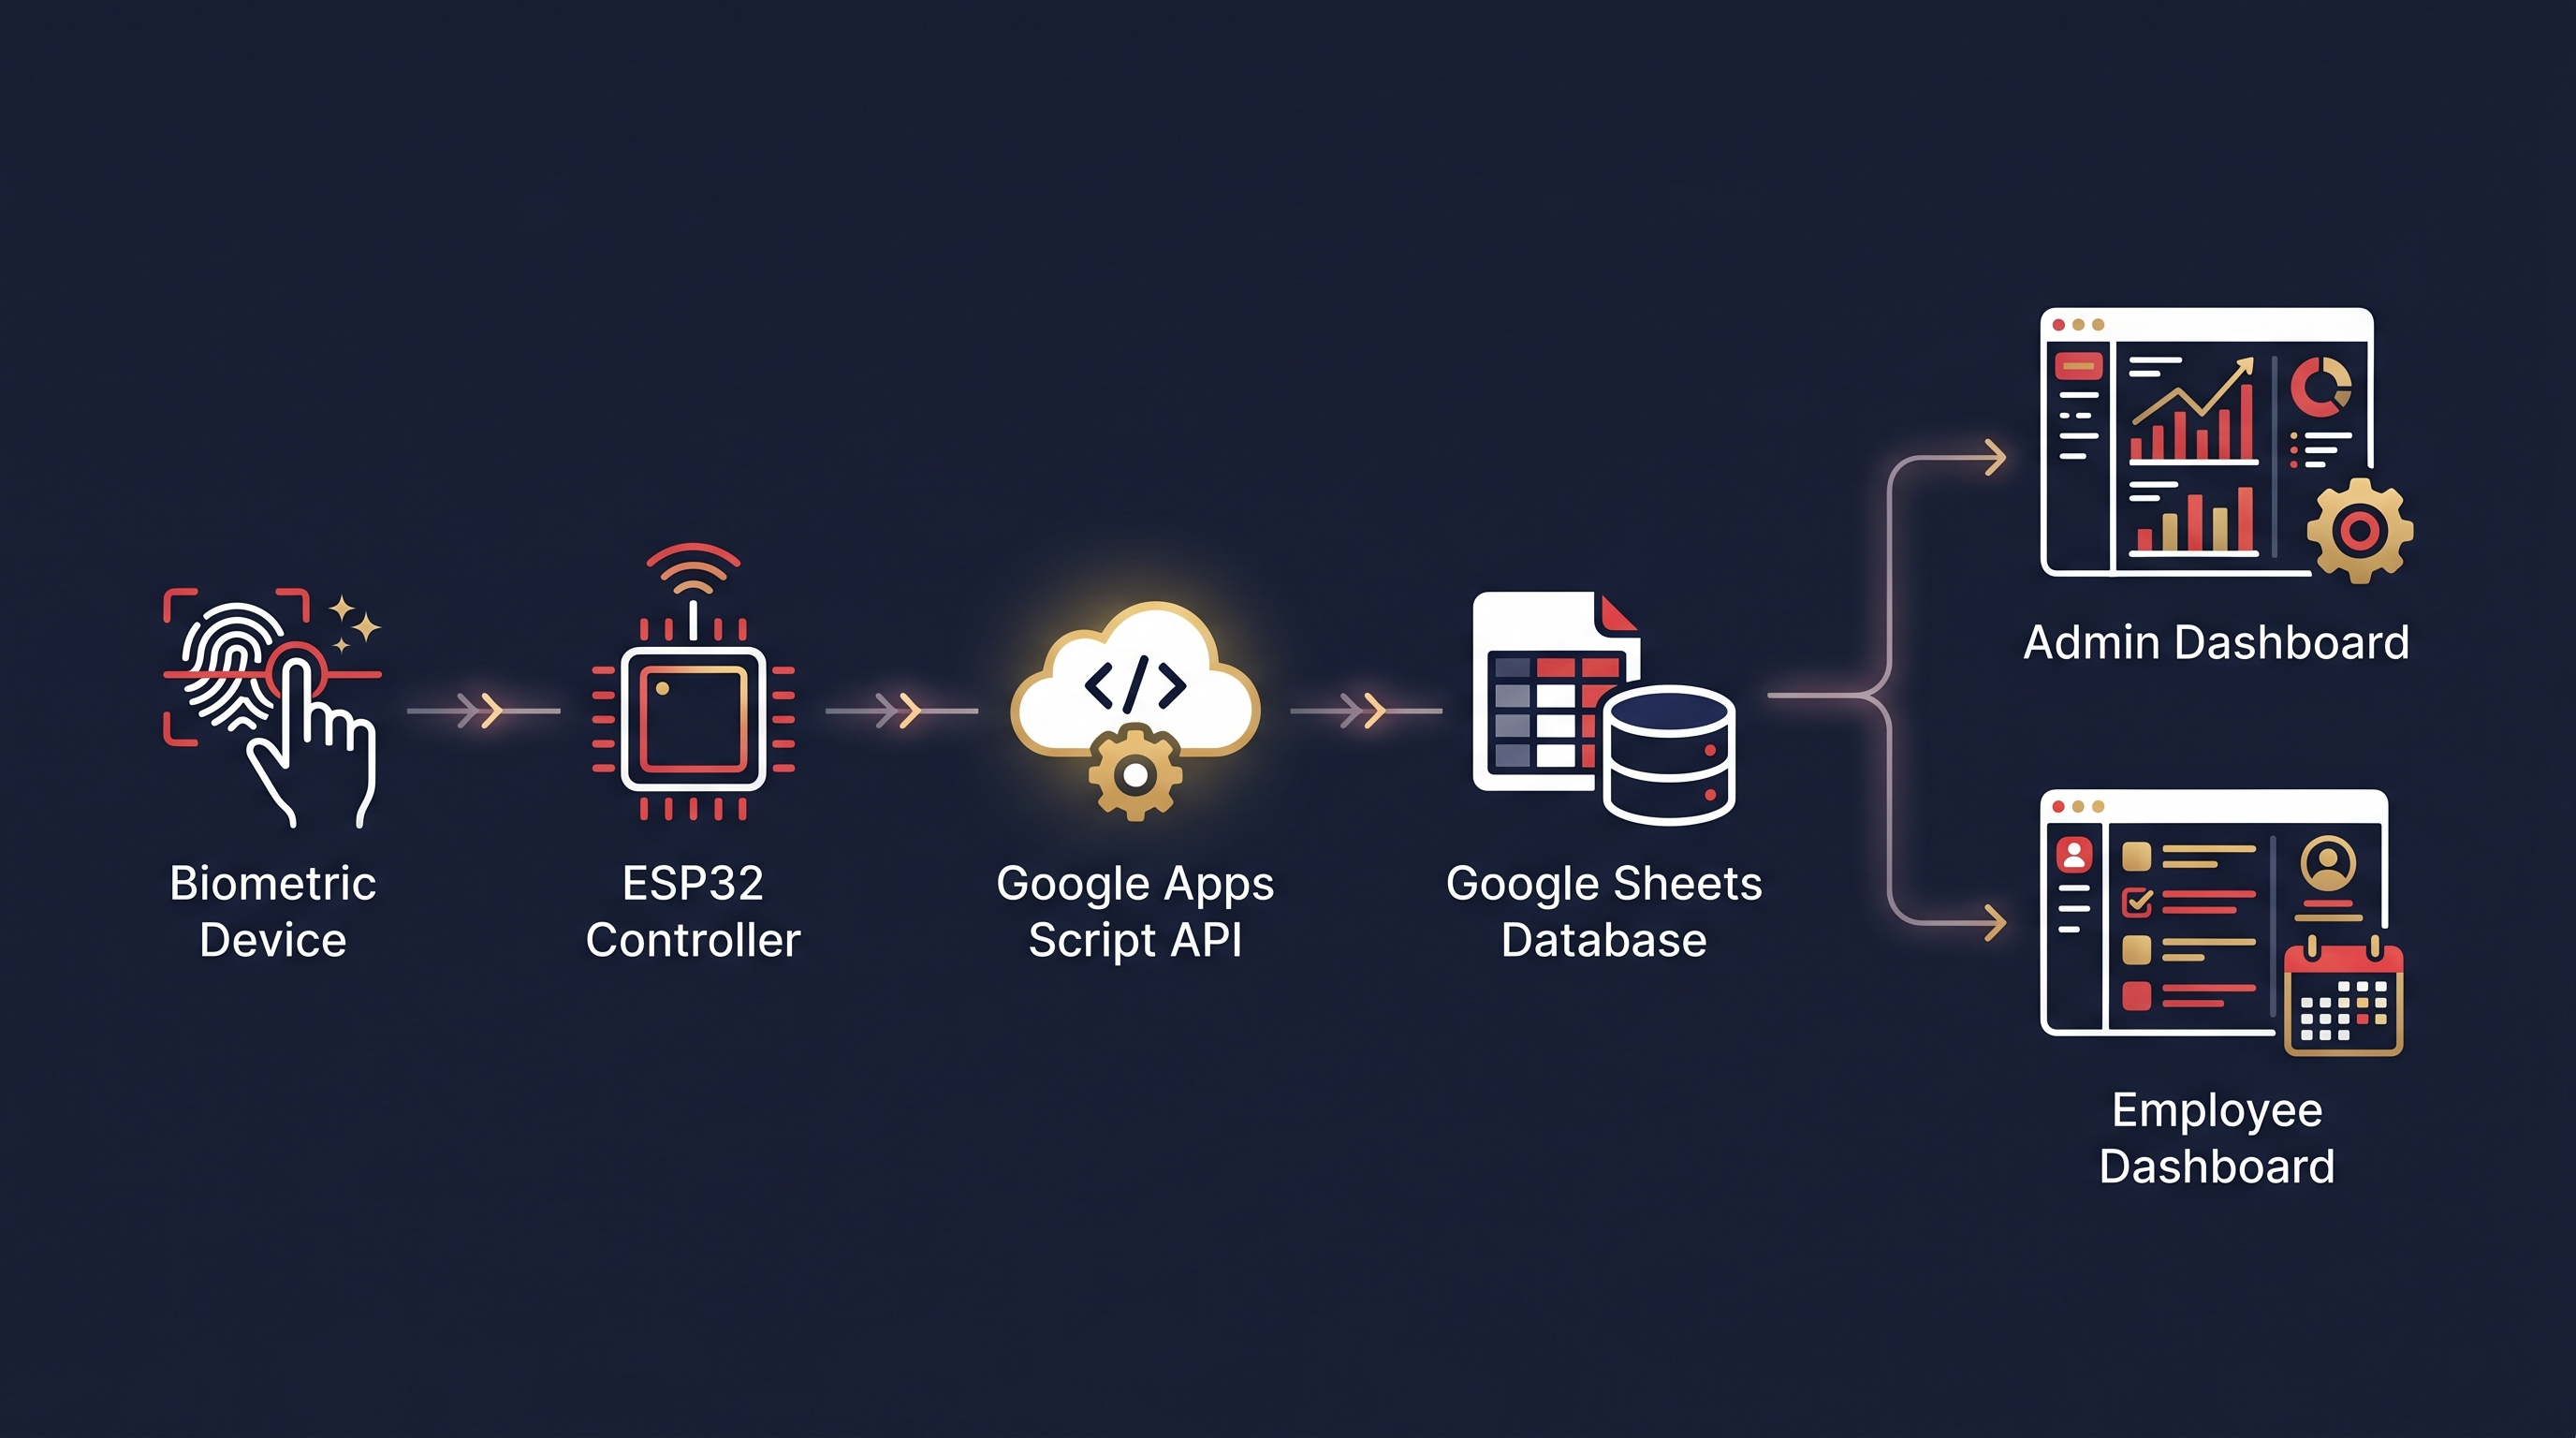 Biometric
Device
ESP32
Controller
</>
Google Apps
Script API
Google Sheets
Database
Admin Dashboard
Employee
Dashboard